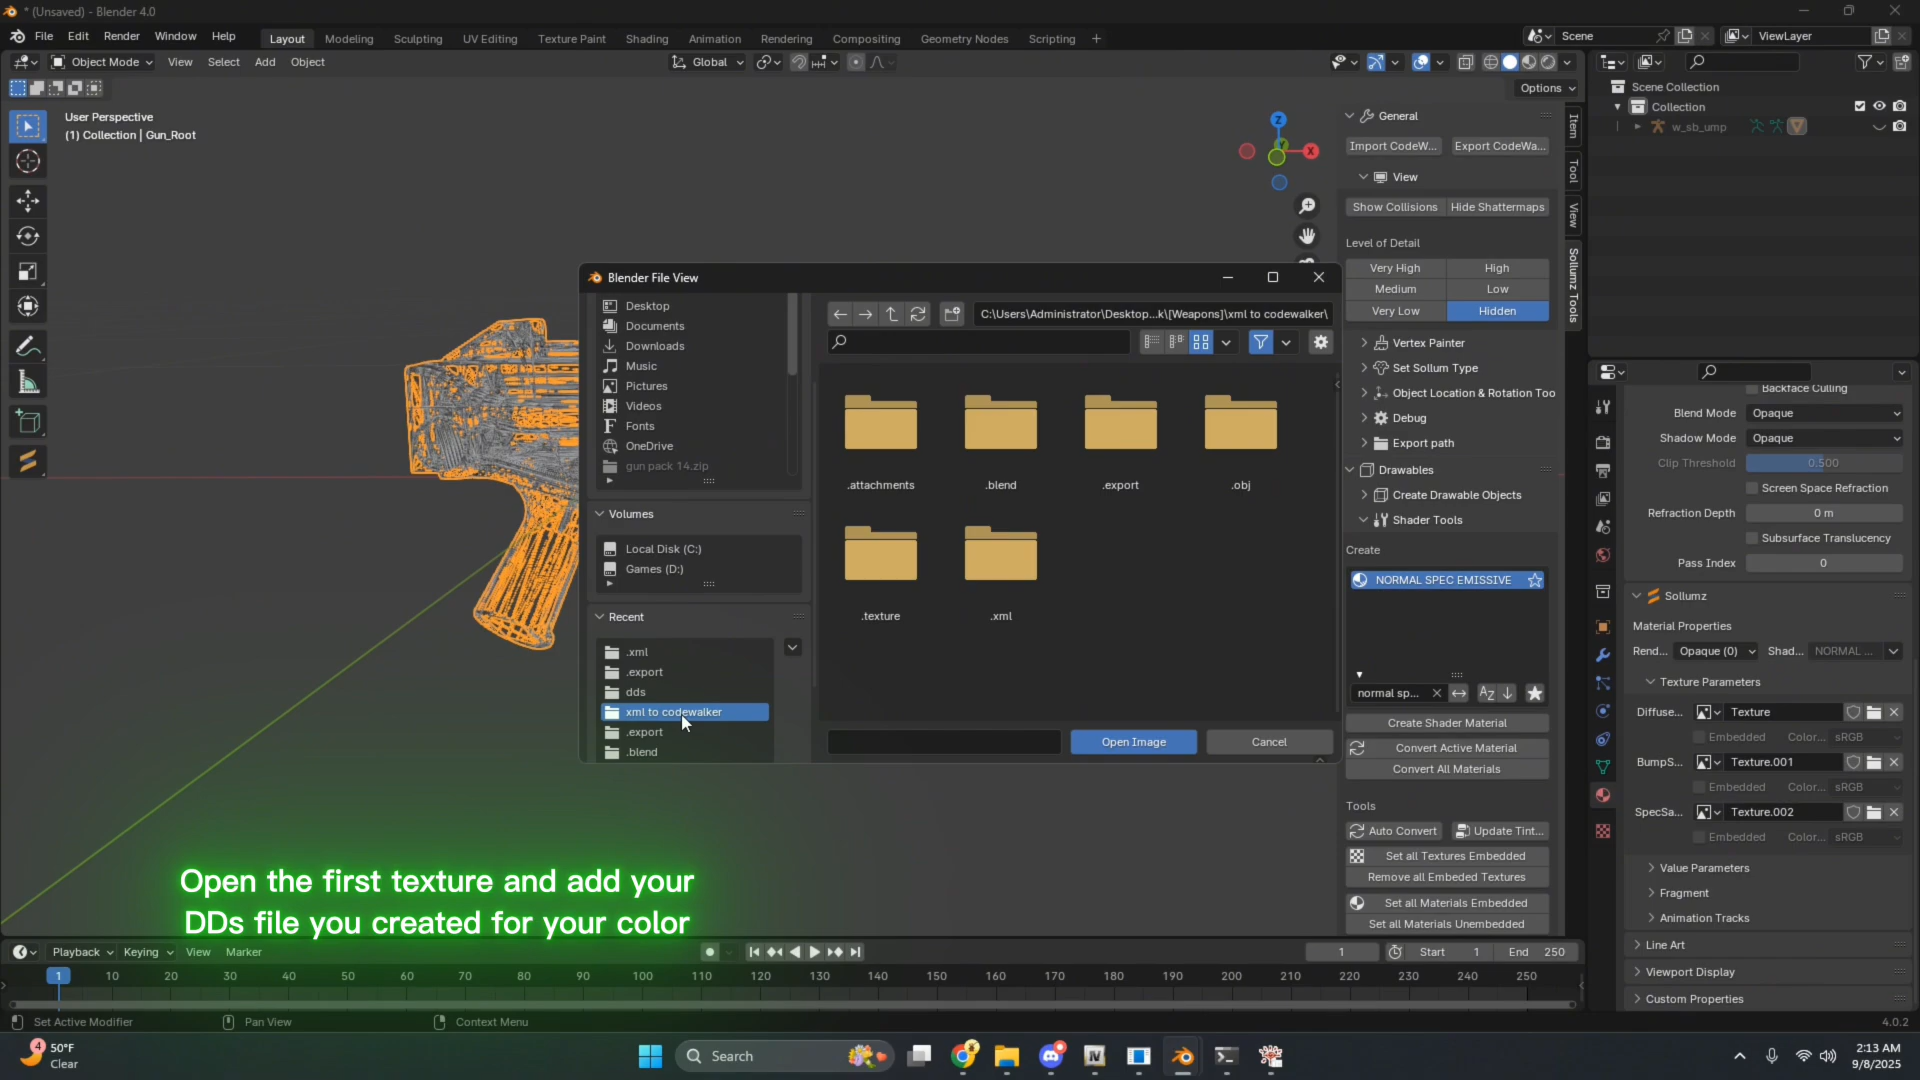 * (Unsaved) - Blender 4.0
File Edit Render Window Help
Layout Modeling Sculpting UV Editing Texture Paint Shading Animation Rendering Compositing Geometry Nodes Scripting +
Scene
ViewLayer
Object Mode View Select Add Object
Global
Options
User Perspective
(1) Collection | Gun_Root
Z
X
Item
Tool
View
Sollumz Tools
General
Import CodeW... Export CodeWa...
View
Show Collisions Hide Shattermaps
Level of Detail
Very High High
Medium Low
Very Low Hidden
Vertex Painter
Set Sollum Type
Object Location & Rotation Too
Debug
Export path
Drawables
Create Drawable Objects
Shader Tools
Create
NORMAL SPEC EMISSIVE
normal sp...
Create Shader Material
Convert Active Material
Convert All Materials
Tools
Auto Convert Update Tint...
Set all Textures Embedded
Remove all Embeded Textures
Set all Materials Embedded
Set all Materials Unembedded
Blender File View
Desktop
Documents
Downloads
Music
Pictures
Videos
Fonts
OneDrive
gun pack 14.zip
Volumes
Local Disk (C:)
Games (D:)
Recent
.xml
.export
dds
xml to codewalker
.export
.blend
C:\Users\Administrator\Desktop...k\[Weapons]\xml to codewalker\
.attachments .blend .export .obj
.texture .xml
Open Image Cancel
Scene Collection
Collection
w_sb_ump
Backface Culling
Blend Mode Opaque
Shadow Mode Opaque
Clip Threshold 0.500
Screen Space Refraction
Refraction Depth 0 m
Subsurface Translucency
Pass Index 0
Sollumz
Material Properties
Rend... Opaque (0) Shad... NORMAL ...
Texture Parameters
Diffuse... Texture
Embedded Color... sRGB
BumpS... Texture.001
Embedded Color... sRGB
SpecSa... Texture.002
Embedded Color... sRGB
Value Parameters
Fragment
Animation Tracks
Line Art
Viewport Display
Custom Properties
Open the first texture and add your
DDs file you created for your color
Playback Keying View Marker
1 Start 1 End 250
1 10 20 30 40 50 60 70 80 90 100 110 120 130 140 150 160 170 180 190 200 210 220 230 240 250
Set Active Modifier Pan View Context Menu
4.0.2
4
50°F
Clear
Search
2:13 AM
9/8/2025